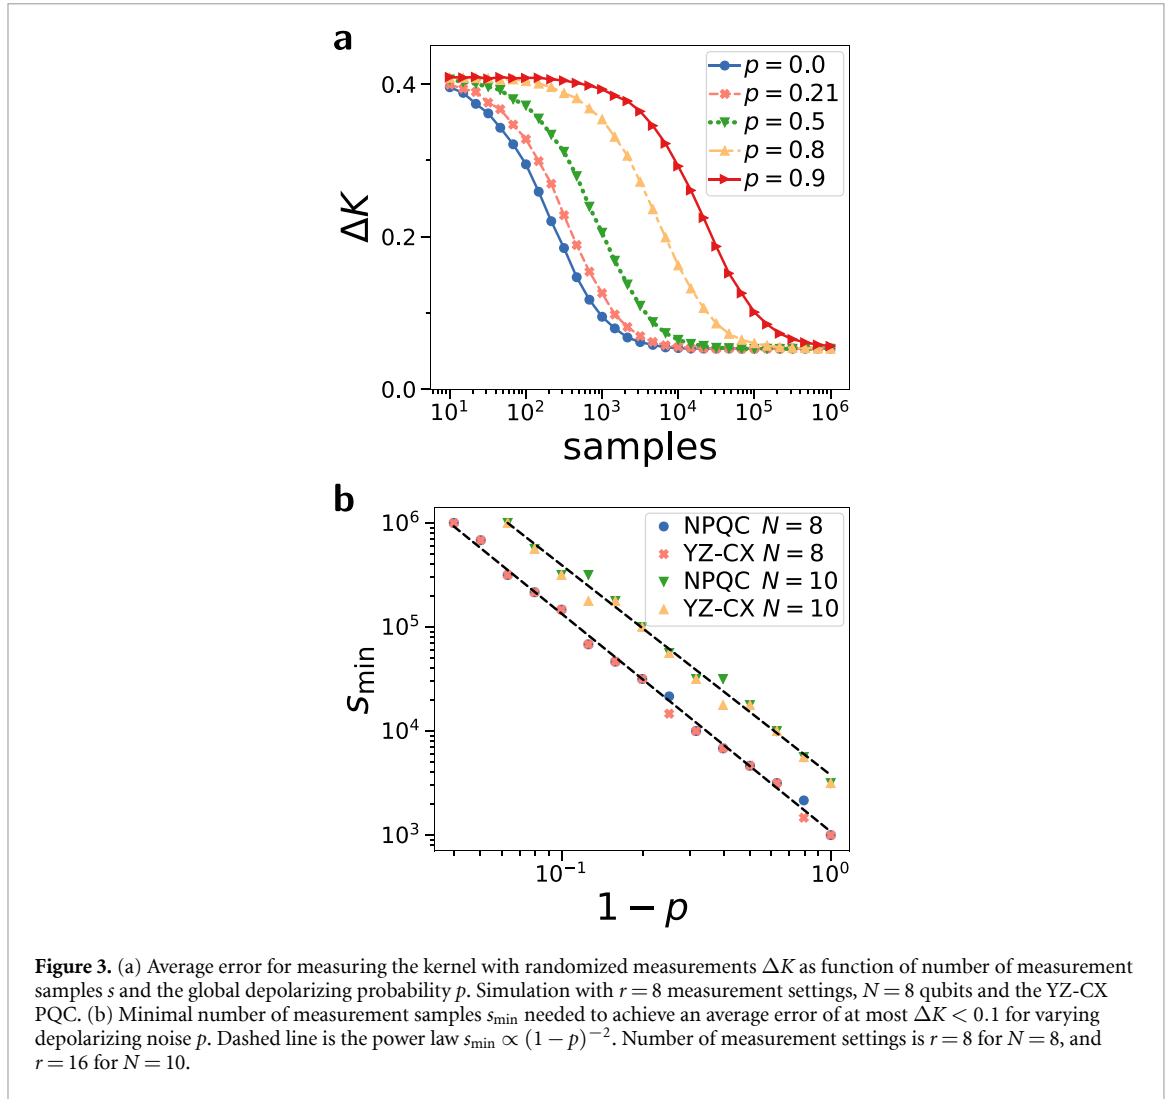 a
p = 0.0
p = 0.21
p = 0.5
p = 0.8
p = 0.9
ΔK
0.4
0.2
0.0
10¹ 10² 10³ 10⁴ 10⁵ 10⁶
samples
b
NPQC N = 8
YZ-CX N = 8
NPQC N = 10
YZ-CX N = 10
s_min
10⁶
10⁵
10⁴
10³
10⁻¹ 10⁰
1 − p
Figure 3. (a) Average error for measuring the kernel with randomized measurements ΔK as function of number of measurement
samples s and the global depolarizing probability p. Simulation with r = 8 measurement settings, N = 8 qubits and the YZ-CX
PQC. (b) Minimal number of measurement samples s_min needed to achieve an average error of at most ΔK < 0.1 for varying
depolarizing noise p. Dashed line is the power law s_min ∝ (1 − p)⁻². Number of measurement settings is r = 8 for N = 8, and
r = 16 for N = 10.